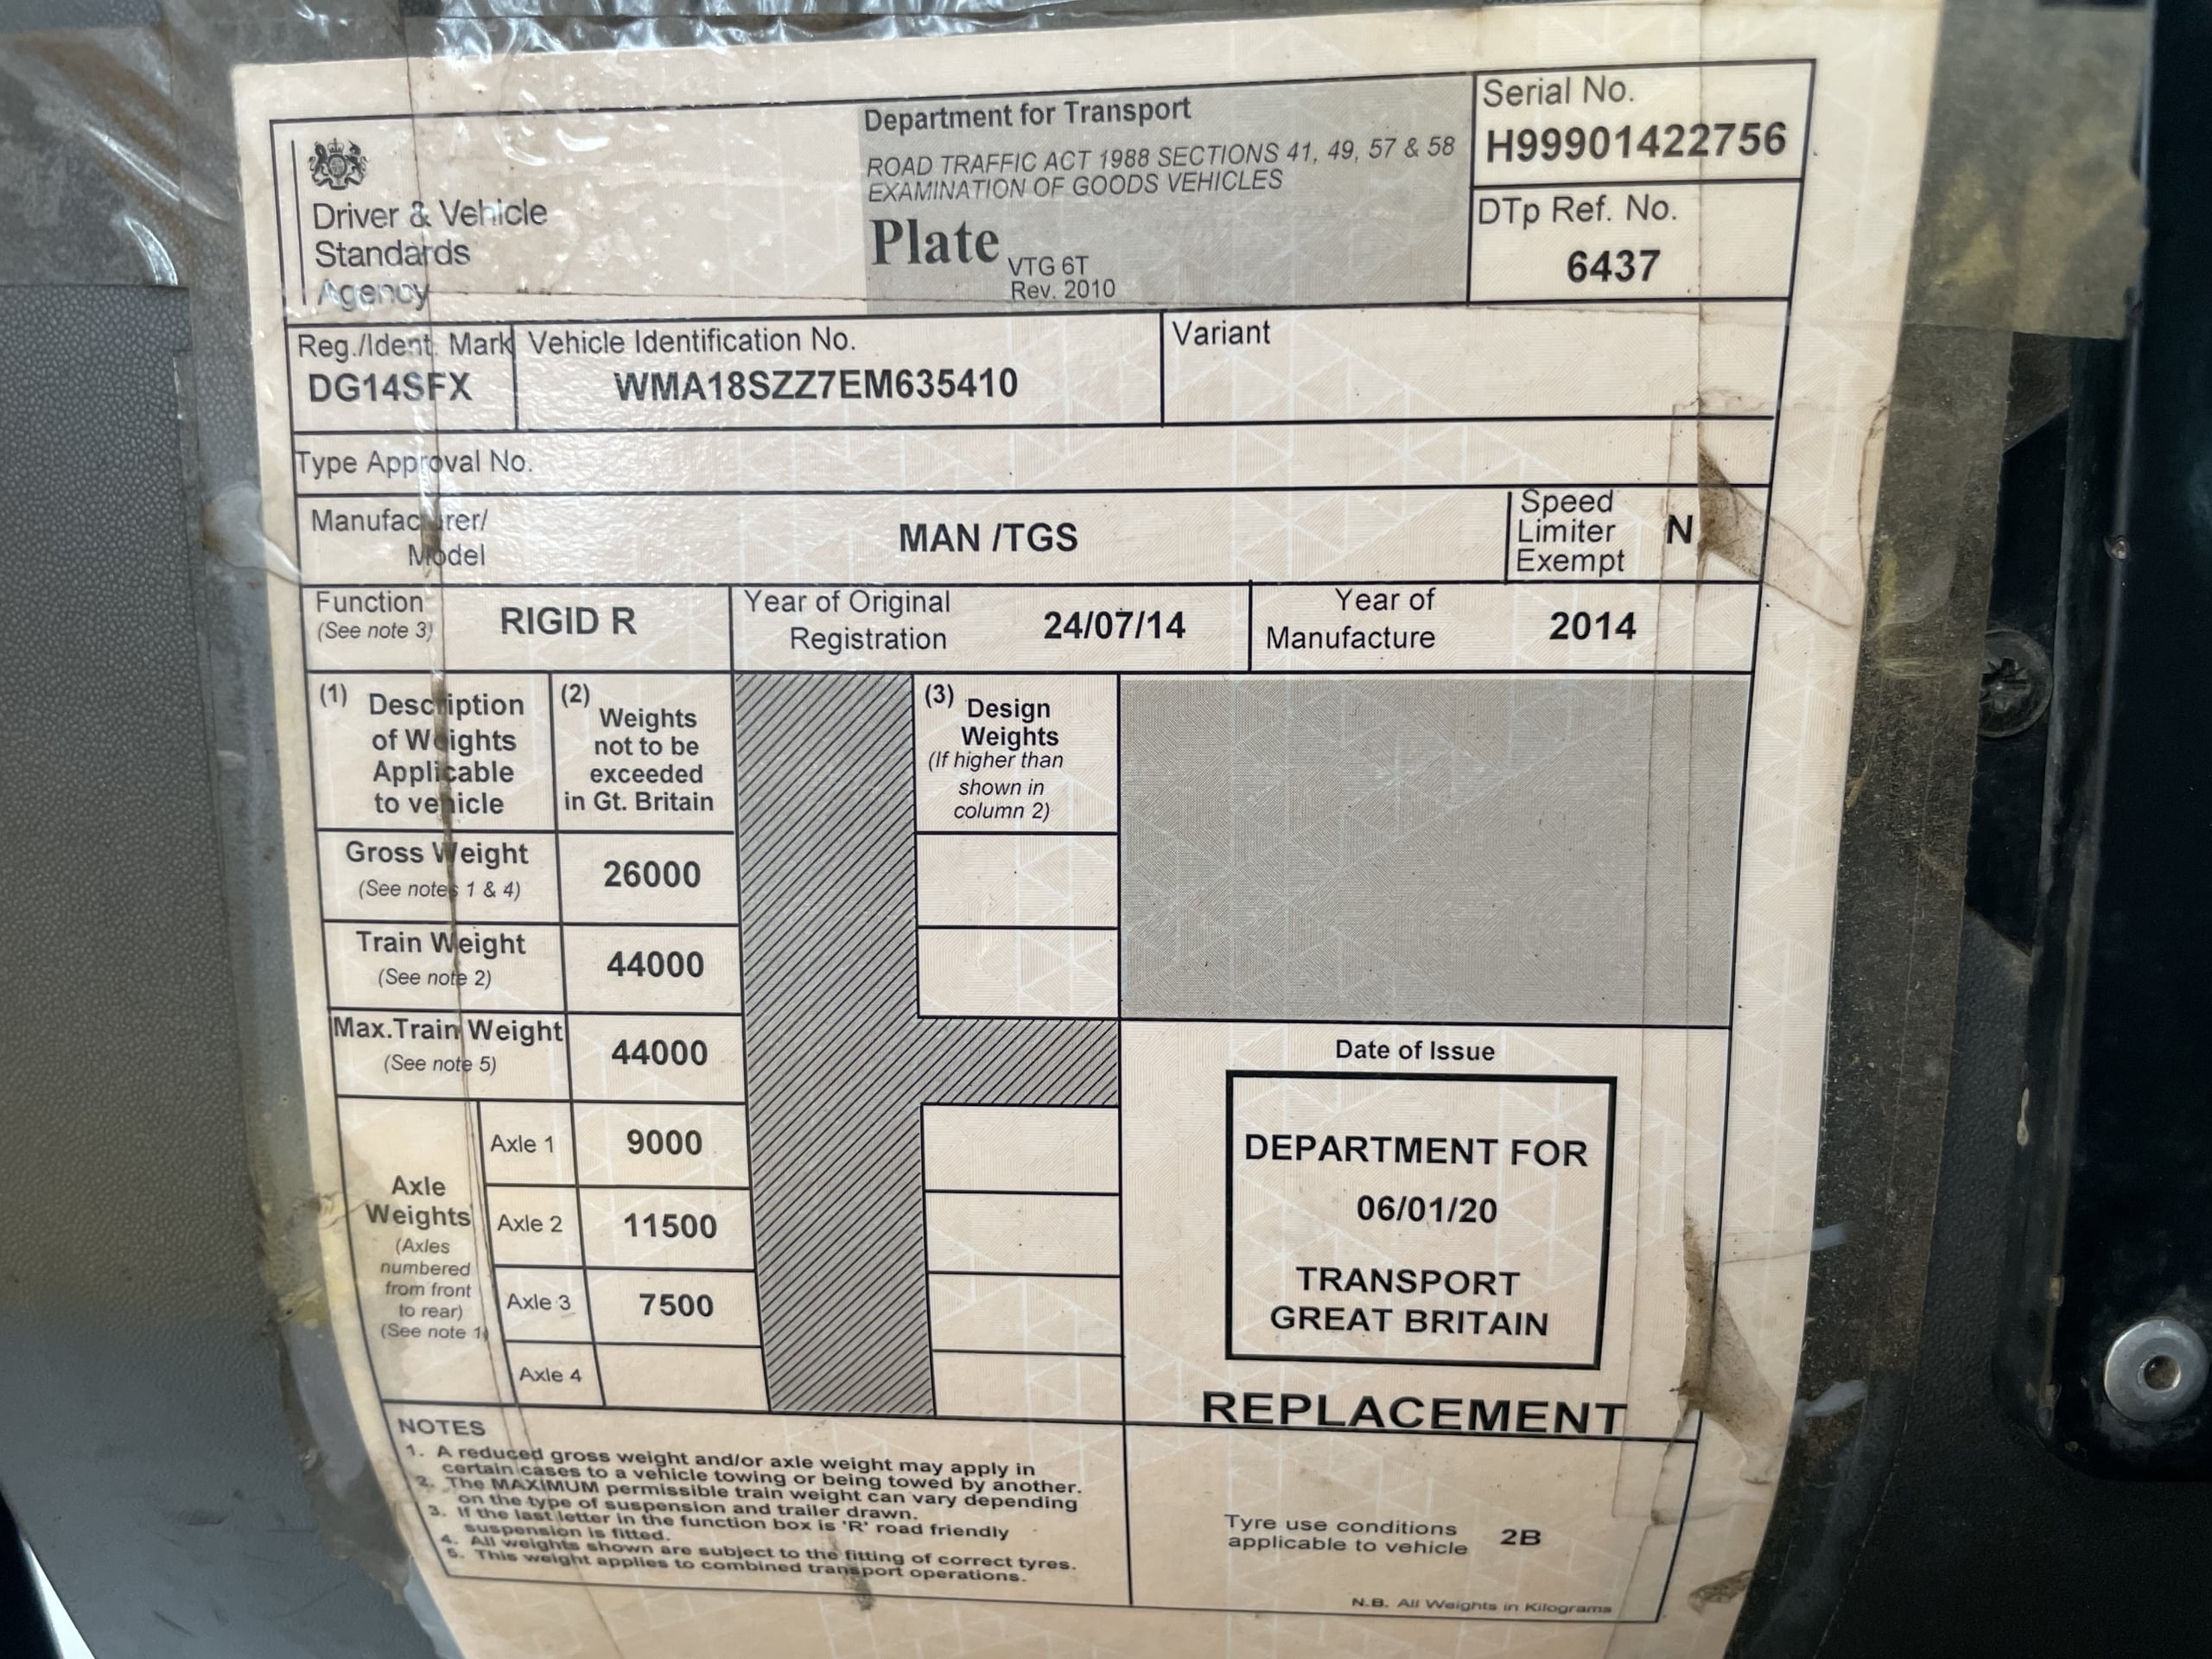 Driver & Vehicle
Standards
Agency
Department for Transport
ROAD TRAFFIC ACT 1988 SECTIONS 41, 49, 57 & 58
EXAMINATION OF GOODS VEHICLES
Plate VTG 6T
Rev. 2010
Serial No.
H99901422756
DTp Ref. No.
6437
Reg./Ident. Mark
DG14SFX
Vehicle Identification No.
WMA18SZZ7EM635410
Variant
Type Approval No.
Manufacturer/
Model
MAN /TGS
Speed
Limiter
Exempt
N
Function
(See note 3)
RIGID R
Year of Original
Registration
24/07/14
Year of
Manufacture
2014
(1) Description
of Weights
Applicable
to vehicle
(2) Weights
not to be
exceeded
in Gt. Britain
(3) Design
Weights
(If higher than
shown in
column 2)
Gross Weight
(See notes 1 & 4)
26000
Train Weight
(See note 2)
44000
Max.Train Weight
(See note 5)
44000
Axle
Weights
(Axles
numbered
from front
to rear)
(See note 1)
Axle 1 9000
Axle 2 11500
Axle 3 7500
Axle 4
Date of Issue
DEPARTMENT FOR
06/01/20
TRANSPORT
GREAT BRITAIN
REPLACEMENT
NOTES
1. A reduced gross weight and/or axle weight may apply in
certain cases to a vehicle towing or being towed by another.
2. The MAXIMUM permissible train weight can vary depending
on the type of suspension and trailer drawn.
3. If the last letter in the function box is 'R' road friendly
suspension is fitted.
4. All weights shown are subject to the fitting of correct tyres.
5. This weight applies to combined transport operations.
Tyre use conditions
applicable to vehicle
2B
N.B. All Weights in Kilograms